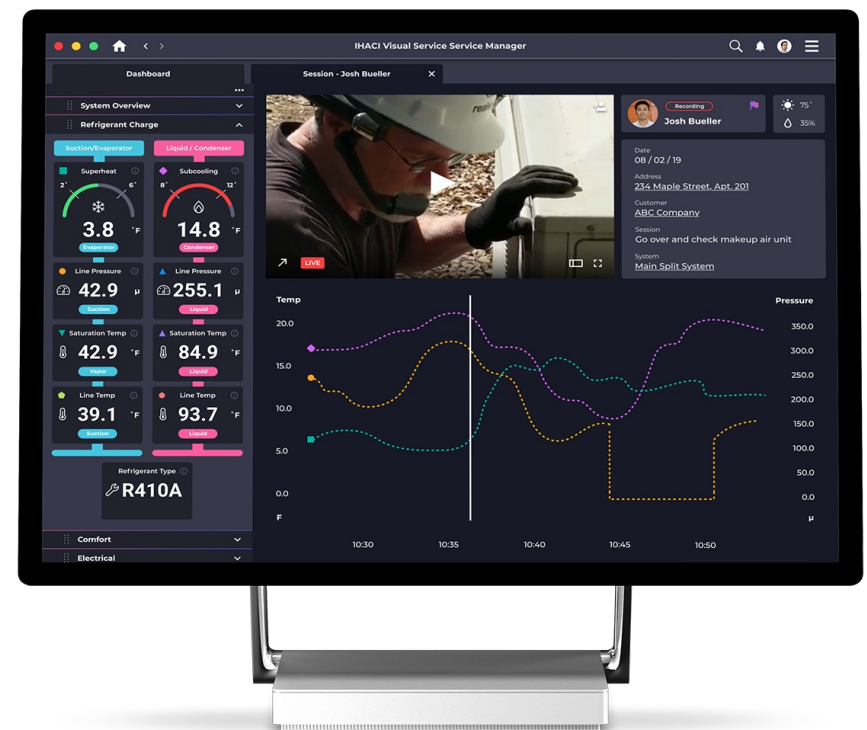 IHACI Visual Service Service Manager
Dashboard
Session - Josh Bueller
System Overview
Refrigerant Charge
Suction/Evaporator
Liquid / Condenser
Superheat
Subcooling
2° 6°
8° 12°
3.8 °F
14.8 °F
Evaporator
Condenser
Line Pressure
Line Pressure
42.9 μ
255.1 μ
Suction
Liquid
Saturation Temp
Saturation Temp
42.9 °F
84.9 °F
Vapor
Liquid
Line Temp
Line Temp
39.1 °F
93.7 °F
Suction
Liquid
Refrigerant Type
R410A
Comfort
Electrical
LIVE
Recording
Josh Bueller
75°
35%
Date
08 / 02 / 19
Address
234 Maple Street, Apt. 201
Customer
ABC Company
Session
Go over and check makeup air unit
System
Main Split System
Temp
Pressure
20.0
15.0
10.0
5.0
0.0
F
350.0
300.0
250.0
200.0
150.0
100.0
50.0
0.0
μ
10:30 10:35 10:40 10:45 10:50